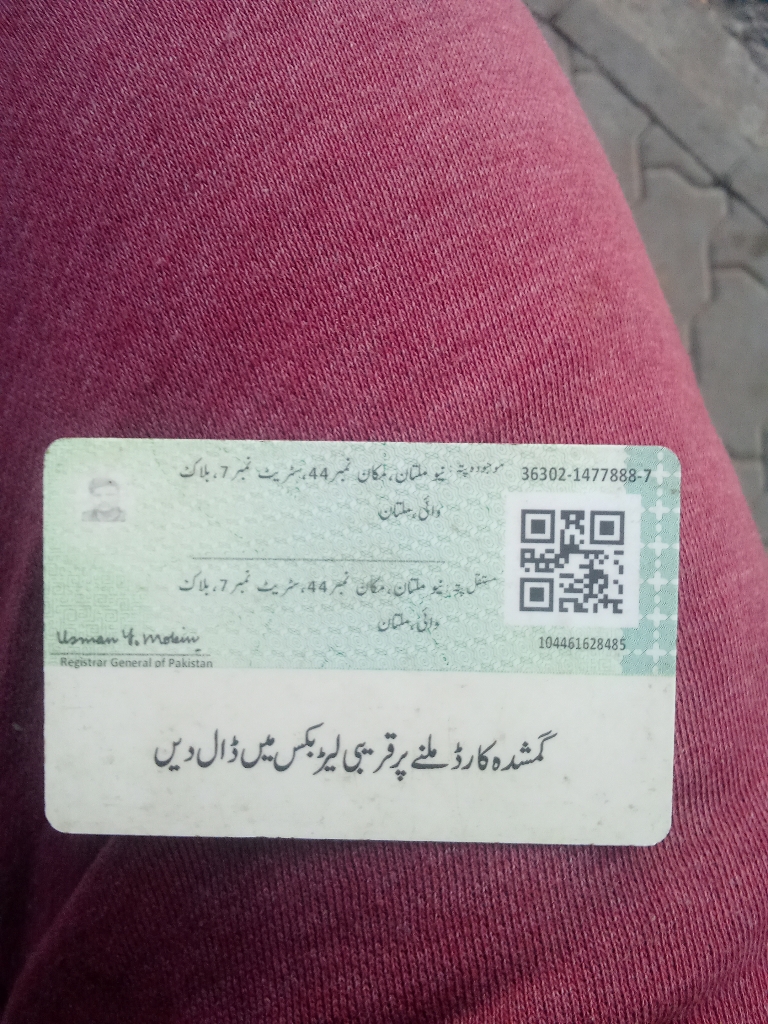 36302-1477888-7
موجودہ پتہ: نیو ملتان، مکان نمبر 44، سٹریٹ نمبر 7، بلاک
وائی، ملتان
مستقل پتہ: نیو ملتان، مکان نمبر 44، سٹریٹ نمبر 7، بلاک
وائی، ملتان
104461628485
Usman Y. Mobin
Registrar General of Pakistan
گمشدہ کارڈ ملنے پر قریبی لیٹر بکس میں ڈال دیں